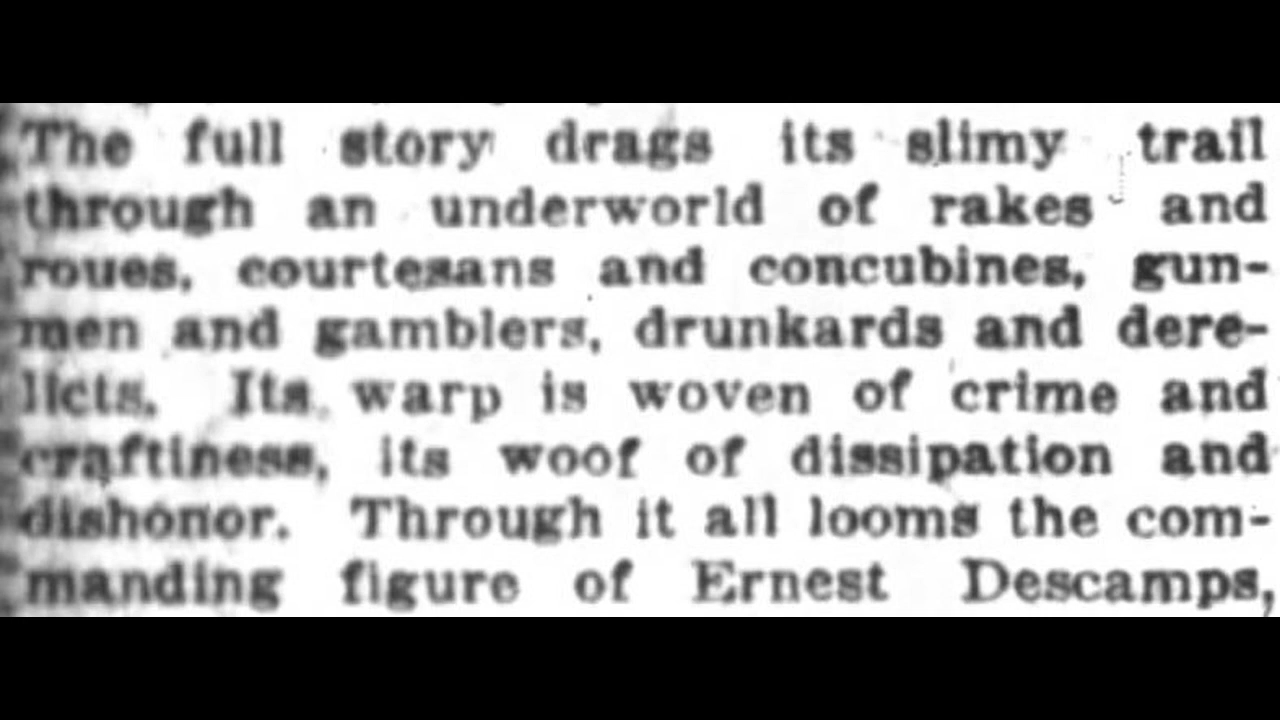 The full story drags its slimy trail
through an underworld of rakes and
roues, courtesans and concubines, gun-
men and gamblers, drunkards and dere-
licts. Its warp is woven of crime and
craftiness, its woof of dissipation and
dishonor. Through it all looms the com-
manding figure of Ernest Descamps,